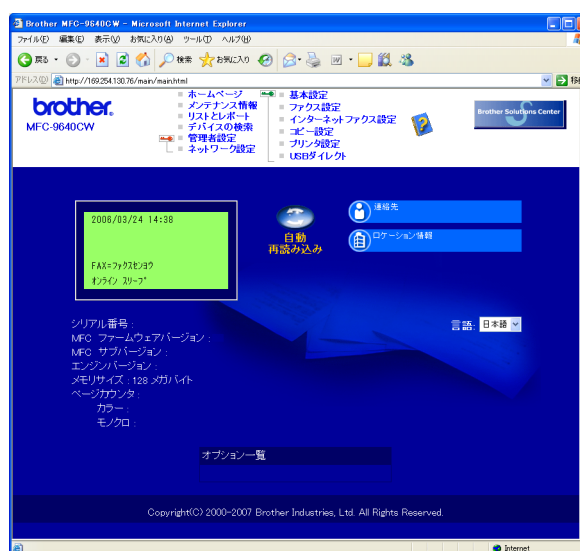 Brother MFC-9640CW - Microsoft Internet Explorer
ファイル(F) 編集(E) 表示(V) お気に入り(A) ツール(T) ヘルプ(H)
戻る 検索 お気に入り
アドレス(D) http://169.254.130.76/main/main.html
brother.
MFC-9640CW
ホームページ
メンテナンス情報
リストとレポート
デバイスの検索
管理者設定
ネットワーク設定
基本設定
ファクス設定
インターネットファクス設定
コピー設定
プリンタ設定
USBダイレクト
Brother Solutions Center
2006/03/24 14:38
FAX=ファクスセンヨウ
オンライン スリープ
自動
再読み込み
連絡先
ロケーション情報
シリアル番号 :
MFC ファームウェアバージョン :
MFC サブバージョン :
エンジンバージョン :
メモリサイズ : 128 メガバイト
ページカウンタ :
カラー :
モノクロ :
言語: 日本語
オプション一覧
Copyright(C) 2000-2007 Brother Industries, Ltd. All Rights Reserved.
Internet